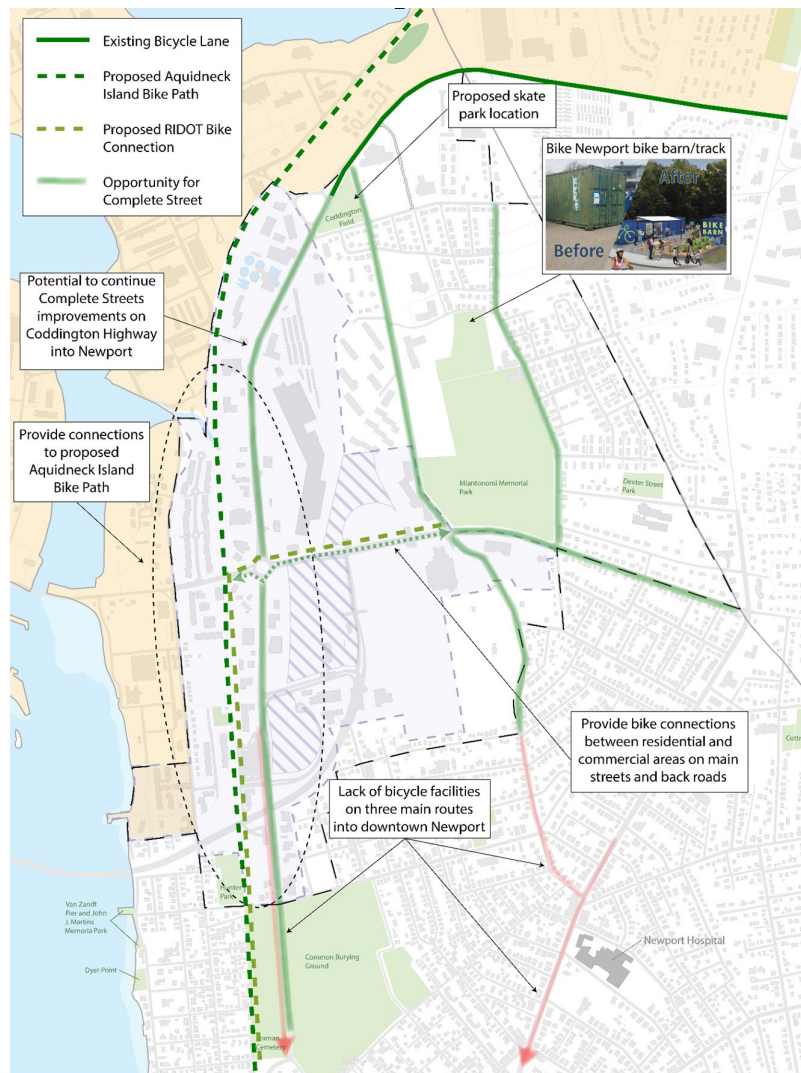 Existing Bicycle Lane
Proposed Aquidneck
Island Bike Path
Proposed RIDOT Bike
Connection
Opportunity for
Complete Street
Proposed skate
park location
Bike Newport bike barn/track
After
BIKE
BARN
Before
Coddington
Field
Potential to continue
Complete Streets
improvements on
Coddington Highway
into Newport
Provide connections
to proposed
Aquidneck Island
Bike Path
Miantonomi Memorial
Park
Dexter Street
Park
Provide bike connections
between residential and
commercial areas on main
streets and back roads
Lack of bicycle facilities
on three main routes
into downtown Newport
Hunter
Park
Van Zandt
Pier and John
J. Martins
Memoria Park
Dyer Point
Common Burying
Ground
Newport Hospital
Cemetery